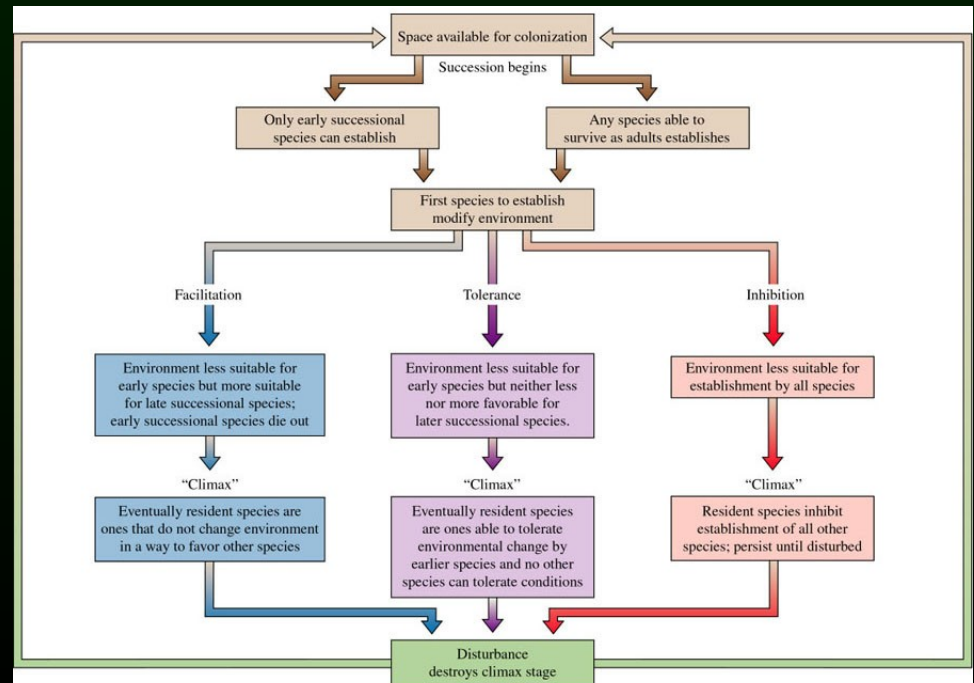 Space available for colonization
Succession begins
Only early successional
species can establish
Any species able to
survive as adults establishes
First species to establish
modify environment
Facilitation
Tolerance
Inhibition
Environment less suitable for
early species but more suitable
for late successional species;
early successional species die out
Environment less suitable for
early species but neither less
nor more favorable for
later successional species.
Environment less suitable for
establishment by all species
“Climax”
“Climax”
“Climax”
Eventually resident species are
ones that do not change environment
in a way to favor other species
Eventually resident species
are ones able to tolerate
environmental change by
earlier species and no other
species can tolerate conditions
Resident species inhibit
establishment of all other
species; persist until disturbed
Disturbance
destroys climax stage